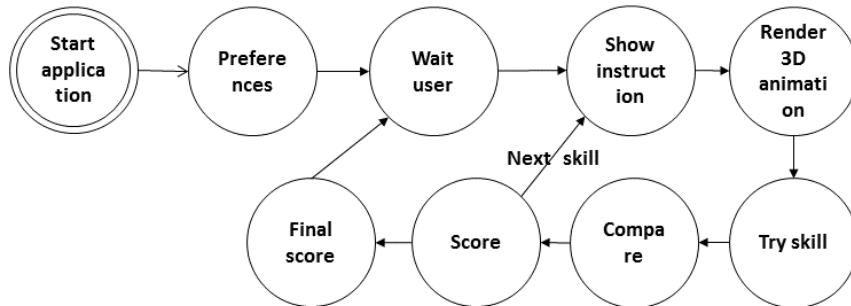 Start
applica
tion
Prefere
nces
Wait
user
Show
instruct
ion
Render
3D
animati
on
Next skill
Final
score
Score
Compa
re
Try skill